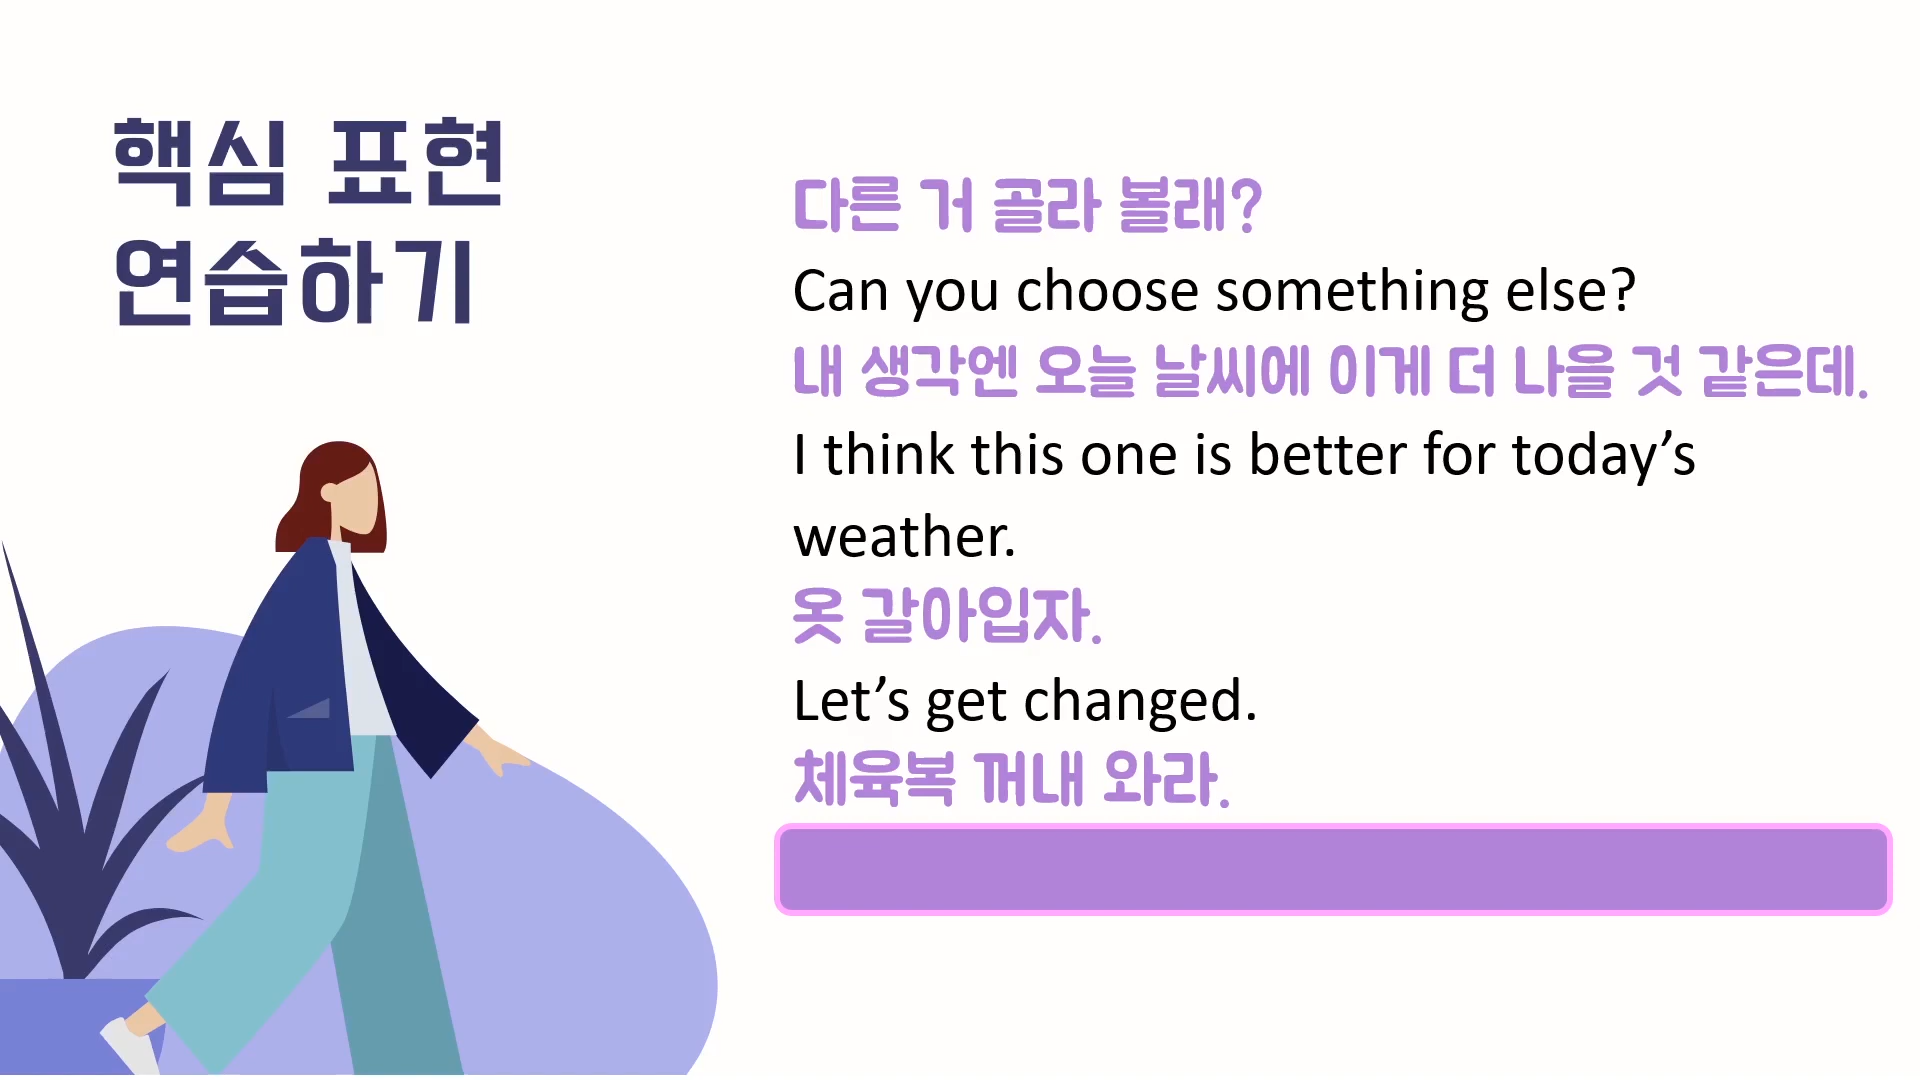 핵심 표현
연습하기
다른 거 골라 볼래?
Can you choose something else?
내 생각엔 오늘 날씨에 이게 더 나을 것 같은데.
I think this one is better for today’s
weather.
옷 갈아입자.
Let’s get changed.
체육복 꺼내 와라.